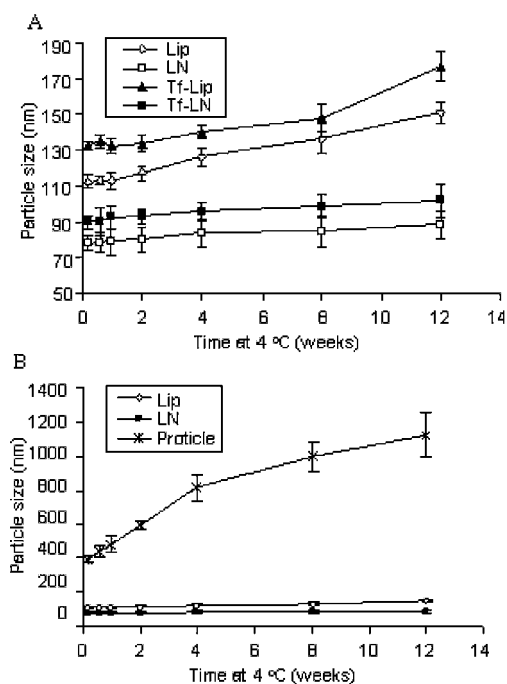 A
190
170
150
130
110
90
70
50
Particle size (nm)
Lip
LN
Tf-Lip
Tf-LN
0 2 4 6 8 10 12 14
Time at 4 ºC (weeks)
B
1400
1200
1000
800
600
400
200
0
Particle size (nm)
Lip
LN
Proticle
0 2 4 6 8 10 12 14
Time at 4 ºC (weeks)